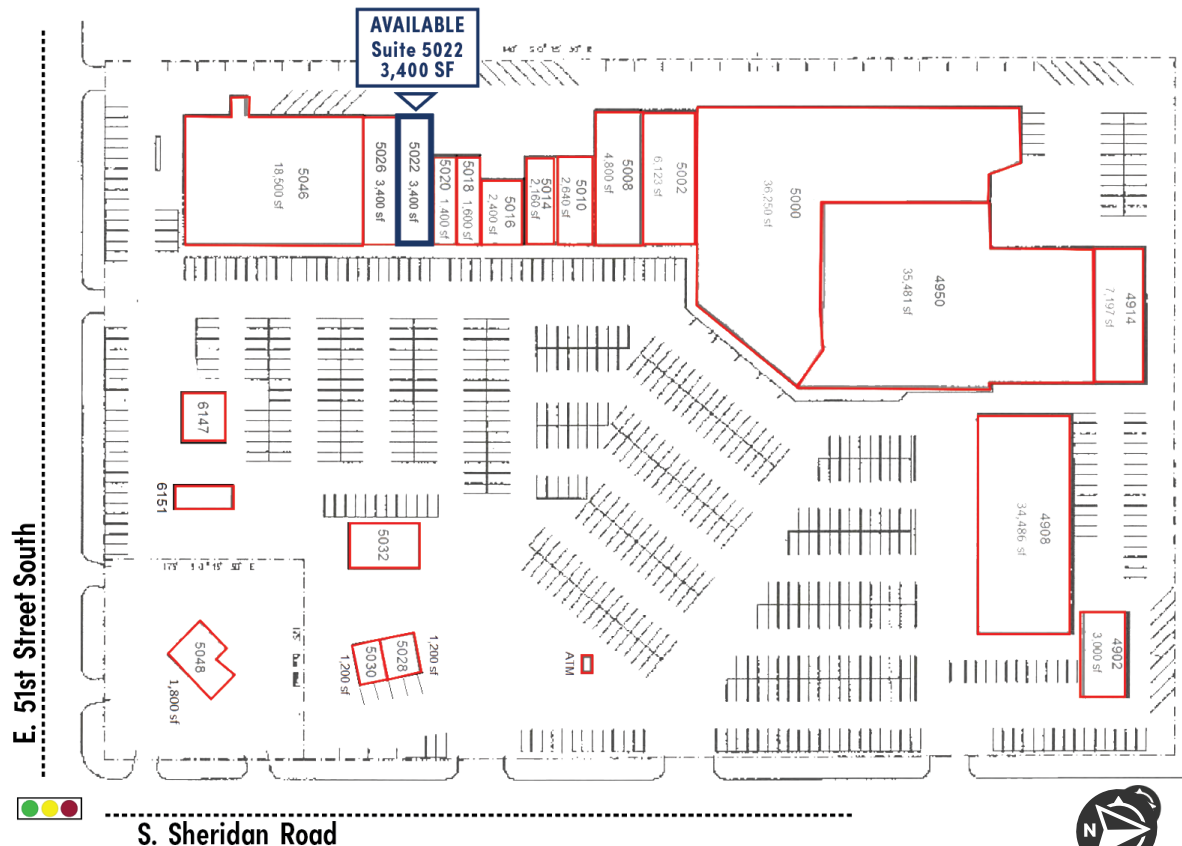 AVAILABLE
Suite 5022
3,400 SF
5046
18,500 sf
5026 3,400 sf
5022 3,400 sf
5020 1 400 sf
5018 1,600 sf
5016
2,400 sf
5014
2,160 sf
5010
2,640 sf
5008
4,800 sf
5002
6,123 sf
5000
36,250 sf
4950
35,481 sf
4914
7,197 sf
6147
6151
5032
4908
34,486 sf
4902
3,000 sf
5048
1,800 sf
5030
1,200 sf
5028
1,200 sf
ATM
E. 51st Street South
S. Sheridan Road
N